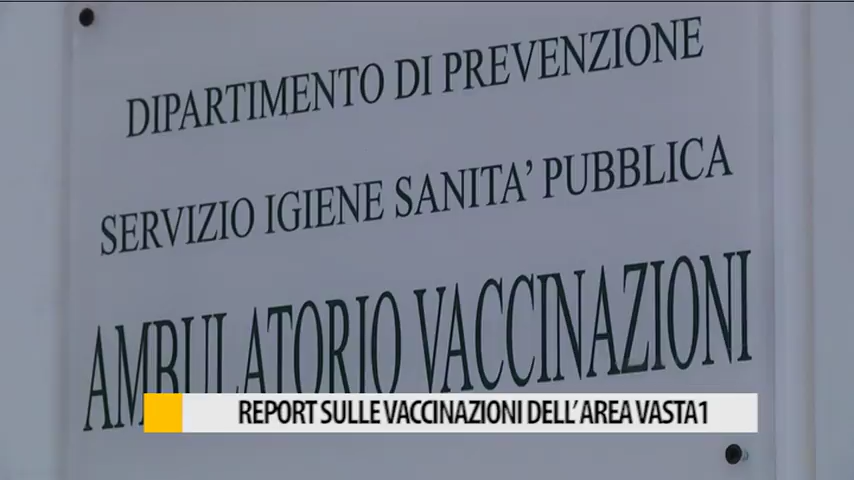 DIPARTIMENTO DI PREVENZIONE
SERVIZIO IGIENE SANITA' PUBBLICA
AMBULATORIO VACCINAZIONI
REPORT SULLE VACCINAZIONI DELL'AREA VASTA1